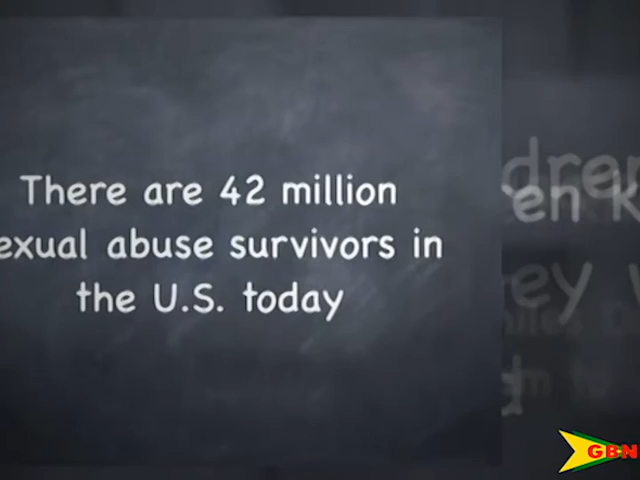 There are 42 million
exual abuse survivors in
the U.S. today
GBN